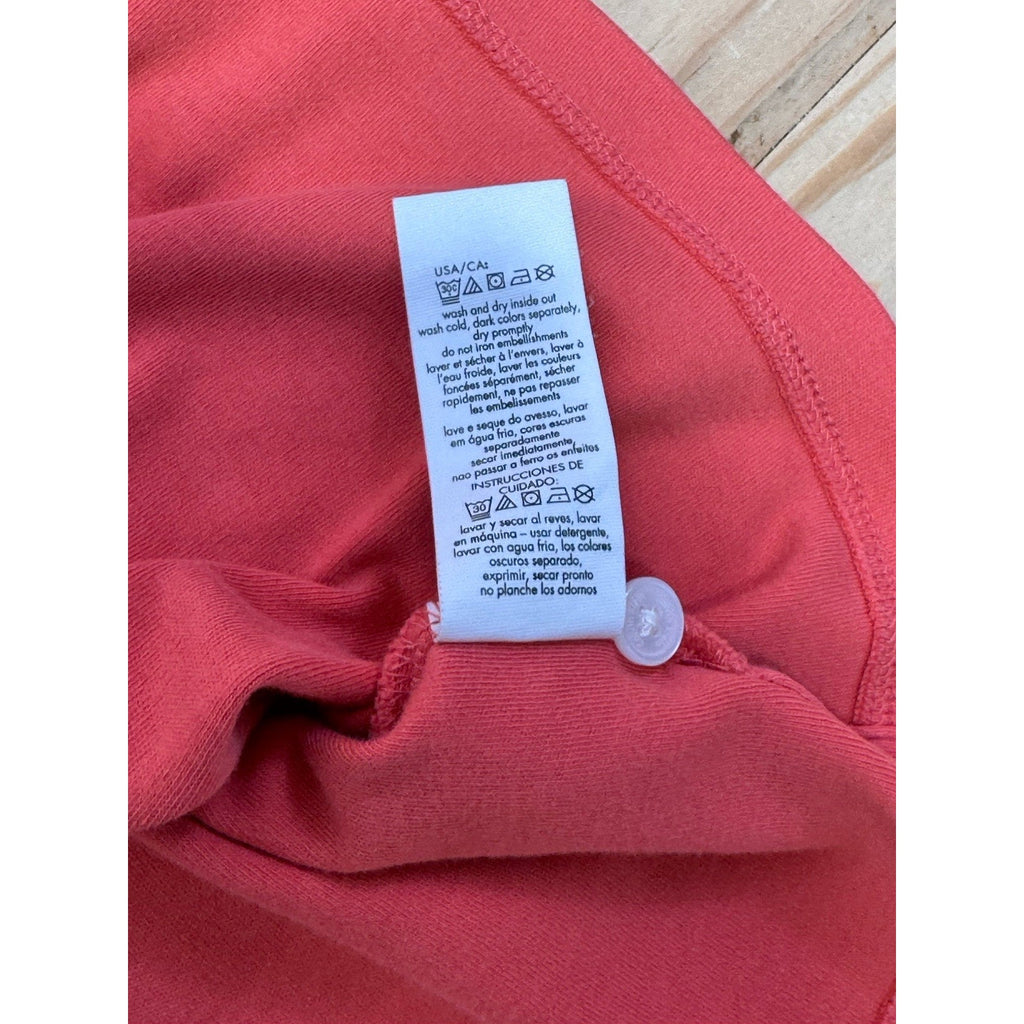 USA/CA:
30C
wash and dry inside out
wash cold, dark colors separately,
dry promptly
do not iron embellishments
laver et sécher à l'envers, laver à
l'eau froide, laver les couleurs
foncées séparément, sécher
rapidement, ne pas repasser
les embelissements
lave e seque do avesso, lavar
em água fria, cores escuras
separadamente
secar imediatamente,
nao passar a ferro os enfeitos
INSTRUCCIONES DE
CUIDADO:
30
lavar y secar al reves, lavar
en máquina – usar detergente,
lavar con agua fria, los colores
oscuros separado,
exprimir, secar pronto
no planche los adornos